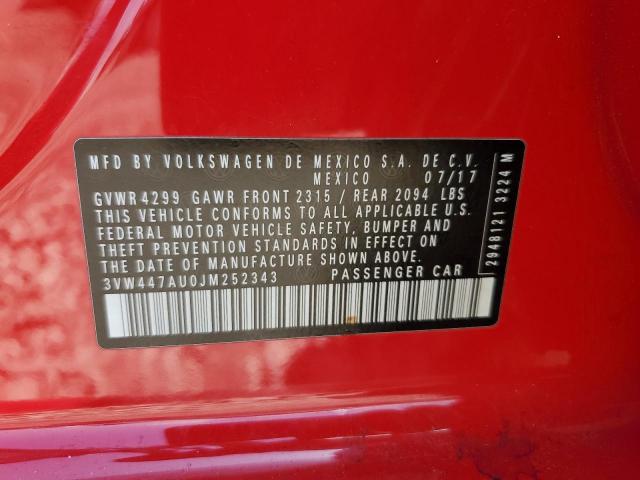 MFD BY VOLKSWAGEN DE MEXICO S.A. DE C.V.
MEXICO 07/17
GVWR 4299 GAWR FRONT 2315 / REAR 2094 LBS
THIS VEHICLE CONFORMS TO ALL APPLICABLE U.S.
FEDERAL MOTOR VEHICLE SAFETY, BUMPER AND
THEFT PREVENTION STANDARDS IN EFFECT ON
THE DATE OF MANUFACTURE SHOWN ABOVE.
3VW447AU0JM252343 PASSENGER CAR
2948121 3224 M